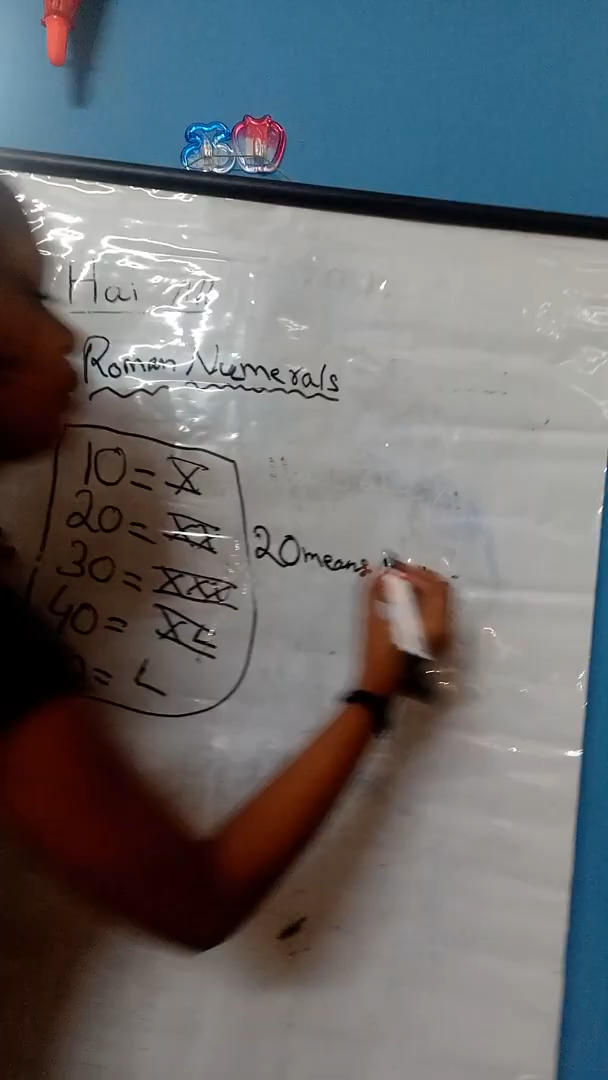 Hai
Roman Numerals
10 = X
20 = XX
30 = XXX
40 = XL
= L
20 means